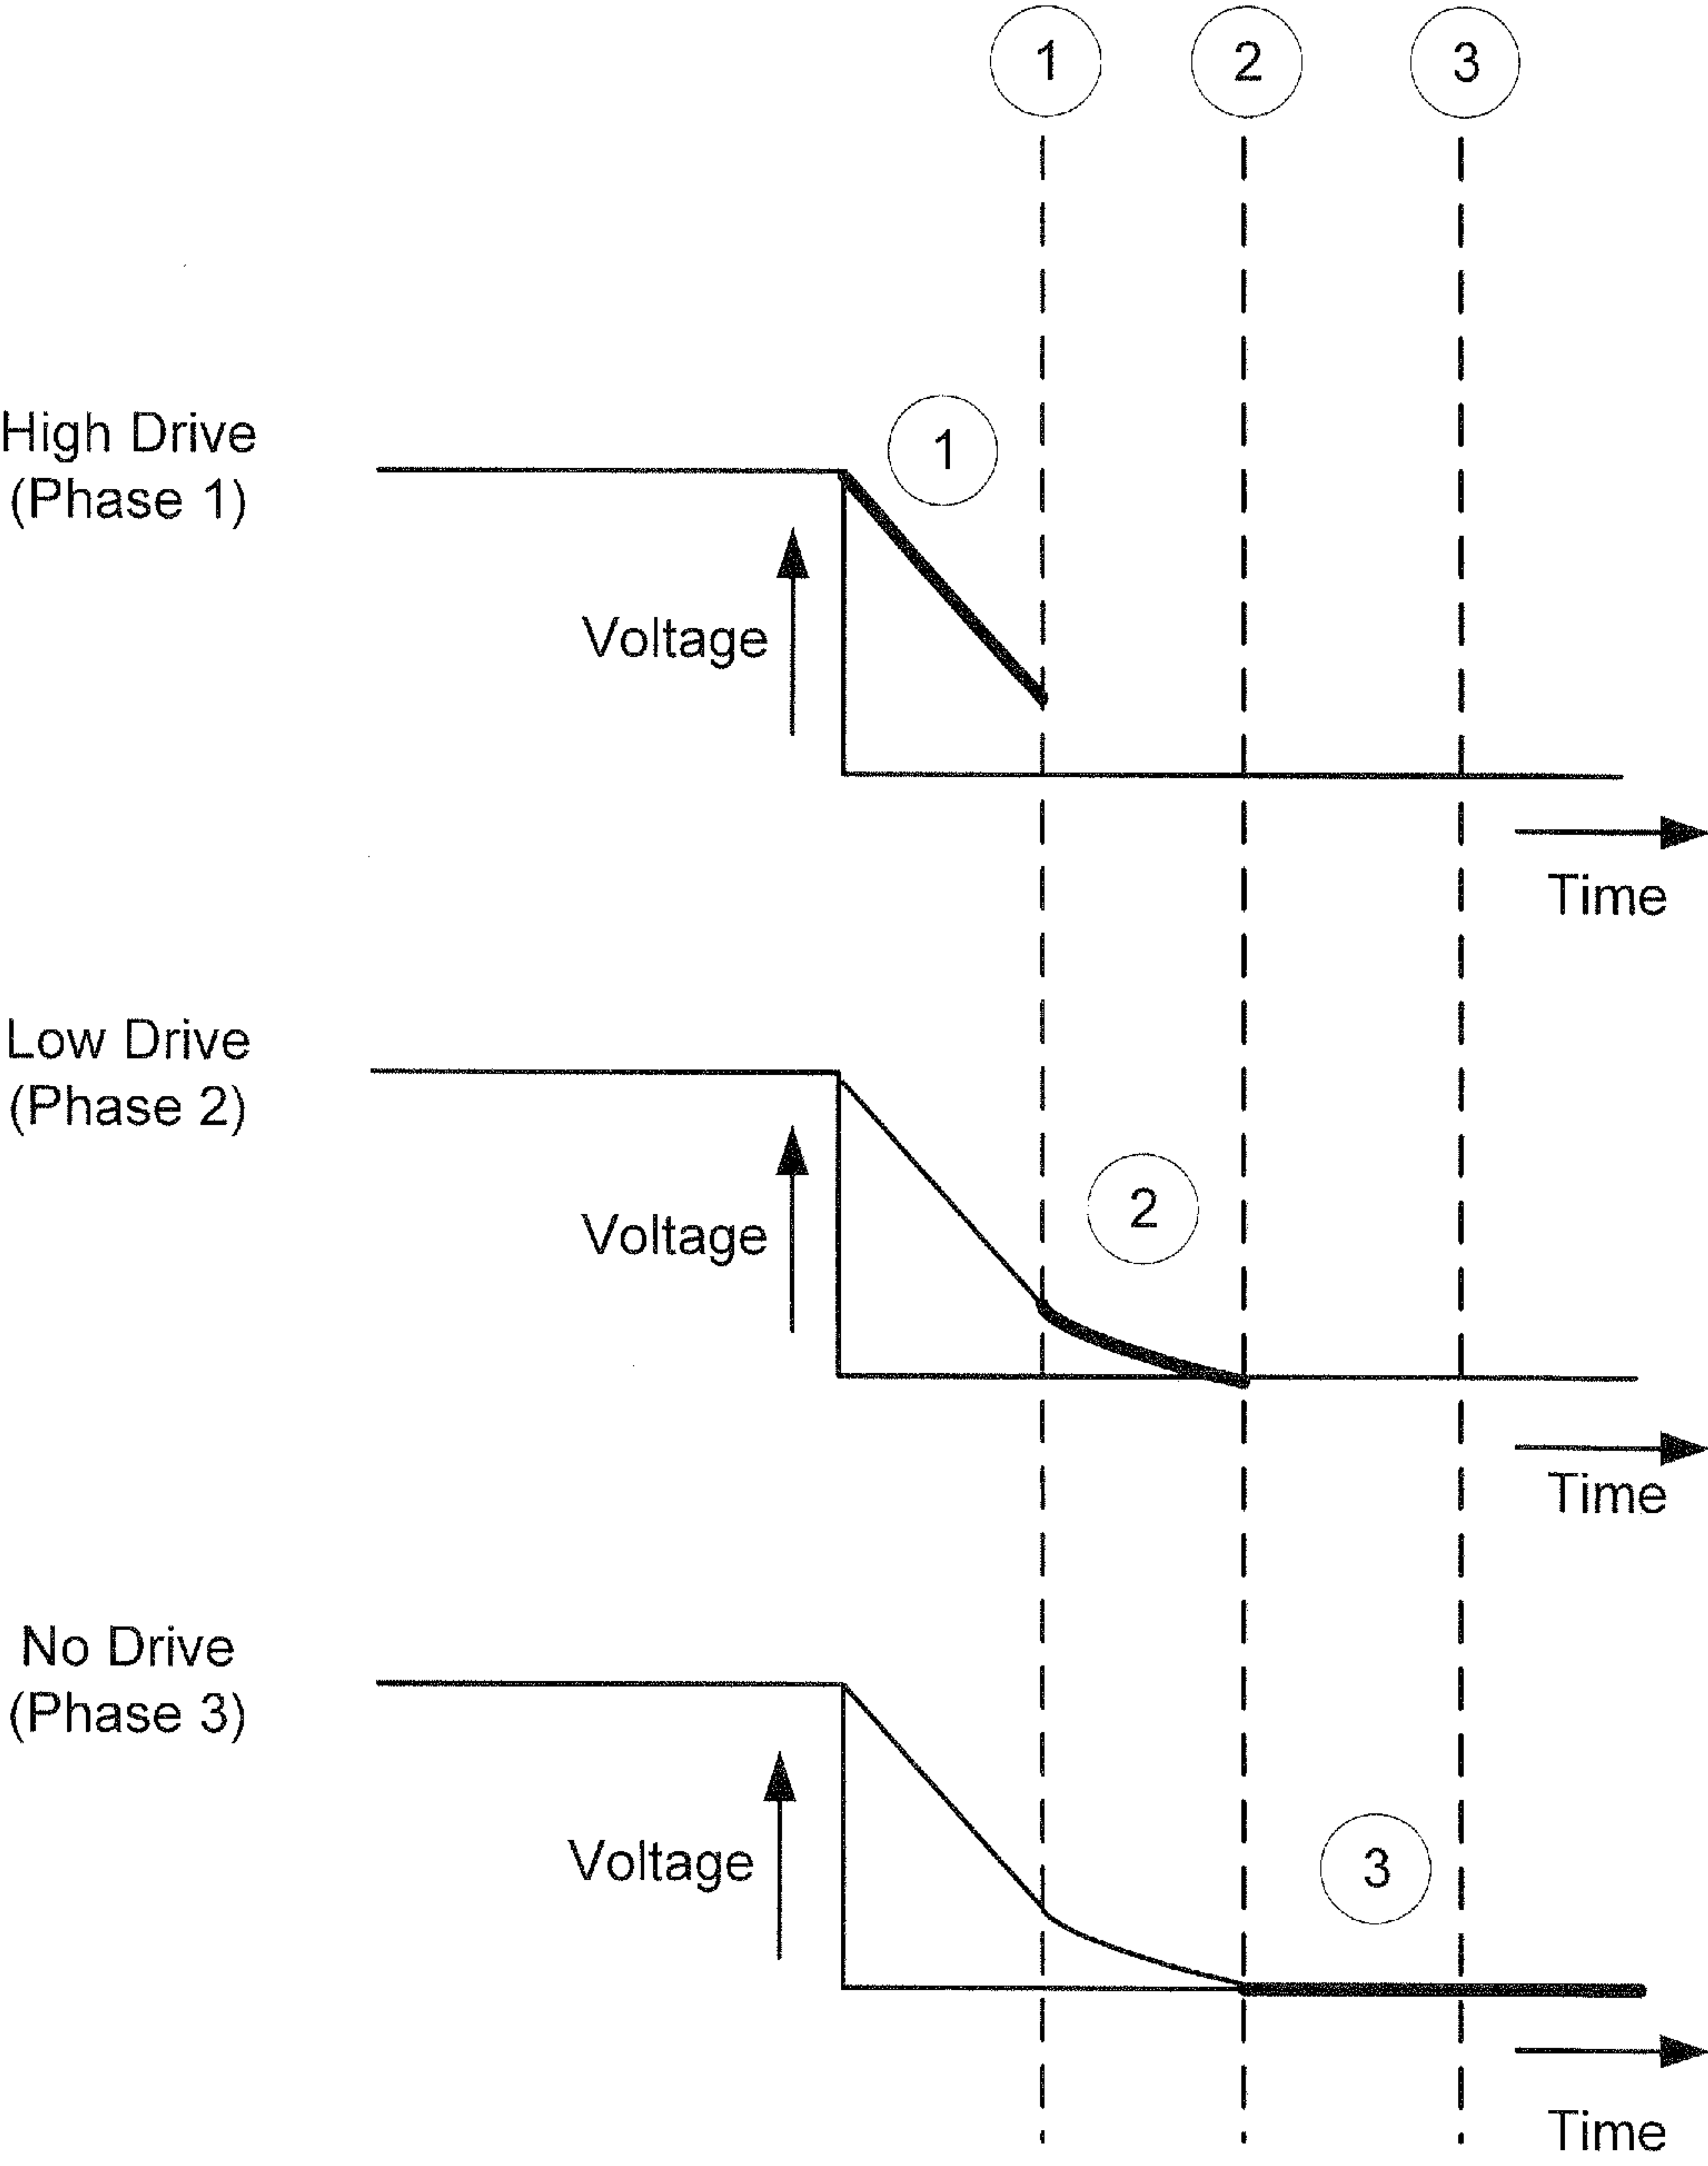 1 2 3
High Drive
(Phase 1)
1
Voltage
Time
Low Drive
(Phase 2)
2
Voltage
Time
No Drive
(Phase 3)
3
Voltage
Time